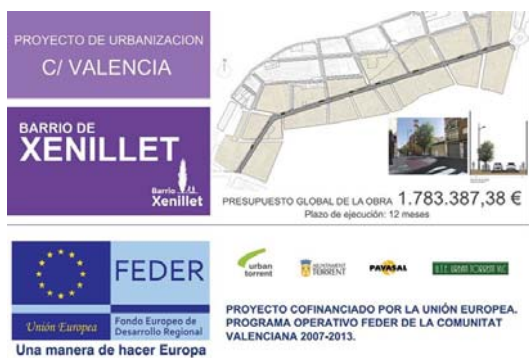 PROYECTO DE URBANIZACION
C/ VALENCIA
BARRIO DE
XENILLET
Barrio
Xenillet
PRESUPUESTO GLOBAL DE LA OBRA 1.783.387,38 €
Plazo de ejecución: 12 meses
FEDER
Unión Europea
Fondo Europeo de
Desarrollo Regional
Una manera de hacer Europa
urban
torrent
AJUNTAMENT
TORRENT
PAVASAL
U.T.E. URBAN TORRENT
PROYECTO COFINANCIADO POR LA UNIÓN EUROPEA.
PROGRAMA OPERATIVO FEDER DE LA COMUNITAT
VALENCIANA 2007-2013.